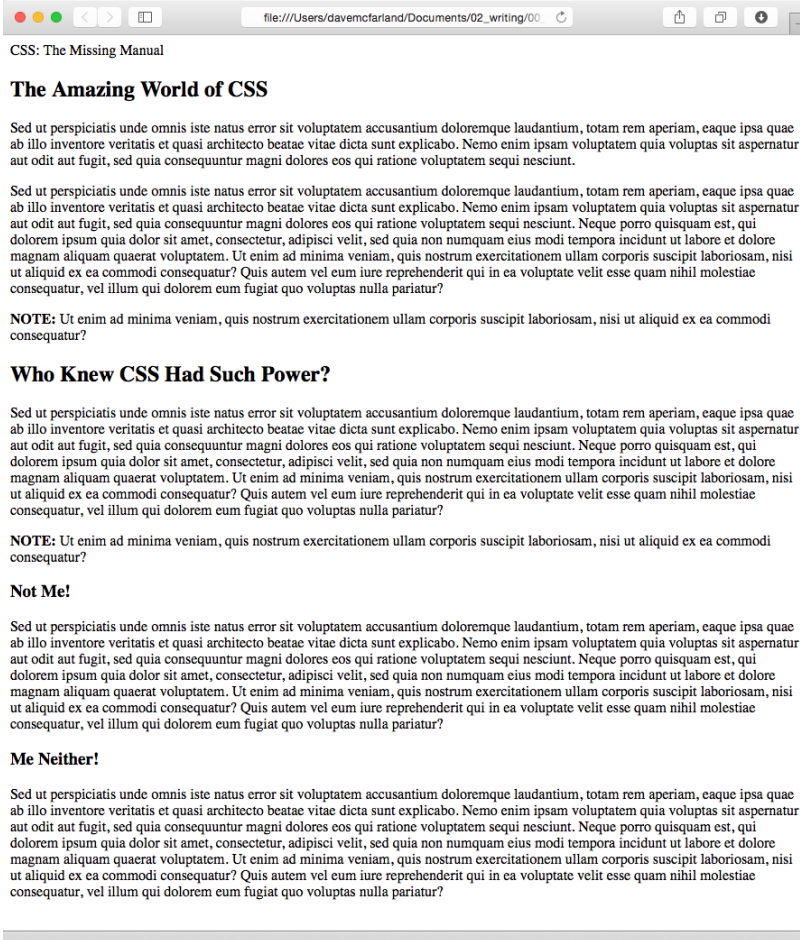 file:///Users/davemcfarland/Documents/02_writing/00
CSS: The Missing Manual
The Amazing World of CSS
Sed ut perspiciatis unde omnis iste natus error sit voluptatem accusantium doloremque laudantium, totam rem aperiam, eaque ipsa quae
ab illo inventore veritatis et quasi architecto beatae vitae dicta sunt explicabo. Nemo enim ipsam voluptatem quia voluptas sit aspernatur
aut odit aut fugit, sed quia consequuntur magni dolores eos qui ratione voluptatem sequi nesciunt.
Sed ut perspiciatis unde omnis iste natus error sit voluptatem accusantium doloremque laudantium, totam rem aperiam, eaque ipsa quae
ab illo inventore veritatis et quasi architecto beatae vitae dicta sunt explicabo. Nemo enim ipsam voluptatem quia voluptas sit aspernatur
aut odit aut fugit, sed quia consequuntur magni dolores eos qui ratione voluptatem sequi nesciunt. Neque porro quisquam est, qui
dolorem ipsum quia dolor sit amet, consectetur, adipisci velit, sed quia non numquam eius modi tempora incidunt ut labore et dolore
magnam aliquam quaerat voluptatem. Ut enim ad minima veniam, quis nostrum exercitationem ullam corporis suscipit laboriosam, nisi
ut aliquid ex ea commodi consequatur? Quis autem vel eum iure reprehenderit qui in ea voluptate velit esse quam nihil molestiae
consequatur, vel illum qui dolorem eum fugiat quo voluptas nulla pariatur?
NOTE: Ut enim ad minima veniam, quis nostrum exercitationem ullam corporis suscipit laboriosam, nisi ut aliquid ex ea commodi
consequatur?
Who Knew CSS Had Such Power?
Sed ut perspiciatis unde omnis iste natus error sit voluptatem accusantium doloremque laudantium, totam rem aperiam, eaque ipsa quae
ab illo inventore veritatis et quasi architecto beatae vitae dicta sunt explicabo. Nemo enim ipsam voluptatem quia voluptas sit aspernatur
aut odit aut fugit, sed quia consequuntur magni dolores eos qui ratione voluptatem sequi nesciunt. Neque porro quisquam est, qui
dolorem ipsum quia dolor sit amet, consectetur, adipisci velit, sed quia non numquam eius modi tempora incidunt ut labore et dolore
magnam aliquam quaerat voluptatem. Ut enim ad minima veniam, quis nostrum exercitationem ullam corporis suscipit laboriosam, nisi
ut aliquid ex ea commodi consequatur? Quis autem vel eum iure reprehenderit qui in ea voluptate velit esse quam nihil molestiae
consequatur, vel illum qui dolorem eum fugiat quo voluptas nulla pariatur?
NOTE: Ut enim ad minima veniam, quis nostrum exercitationem ullam corporis suscipit laboriosam, nisi ut aliquid ex ea commodi
consequatur?
Not Me!
Sed ut perspiciatis unde omnis iste natus error sit voluptatem accusantium doloremque laudantium, totam rem aperiam, eaque ipsa quae
ab illo inventore veritatis et quasi architecto beatae vitae dicta sunt explicabo. Nemo enim ipsam voluptatem quia voluptas sit aspernatur
aut odit aut fugit, sed quia consequuntur magni dolores eos qui ratione voluptatem sequi nesciunt. Neque porro quisquam est, qui
dolorem ipsum quia dolor sit amet, consectetur, adipisci velit, sed quia non numquam eius modi tempora incidunt ut labore et dolore
magnam aliquam quaerat voluptatem. Ut enim ad minima veniam, quis nostrum exercitationem ullam corporis suscipit laboriosam, nisi
ut aliquid ex ea commodi consequatur? Quis autem vel eum iure reprehenderit qui in ea voluptate velit esse quam nihil molestiae
consequatur, vel illum qui dolorem eum fugiat quo voluptas nulla pariatur?
Me Neither!
Sed ut perspiciatis unde omnis iste natus error sit voluptatem accusantium doloremque laudantium, totam rem aperiam, eaque ipsa quae
ab illo inventore veritatis et quasi architecto beatae vitae dicta sunt explicabo. Nemo enim ipsam voluptatem quia voluptas sit aspernatur
aut odit aut fugit, sed quia consequuntur magni dolores eos qui ratione voluptatem sequi nesciunt. Neque porro quisquam est, qui
dolorem ipsum quia dolor sit amet, consectetur, adipisci velit, sed quia non numquam eius modi tempora incidunt ut labore et dolore
magnam aliquam quaerat voluptatem. Ut enim ad minima veniam, quis nostrum exercitationem ullam corporis suscipit laboriosam, nisi
ut aliquid ex ea commodi consequatur? Quis autem vel eum iure reprehenderit qui in ea voluptate velit esse quam nihil molestiae
consequatur, vel illum qui dolorem eum fugiat quo voluptas nulla pariatur?